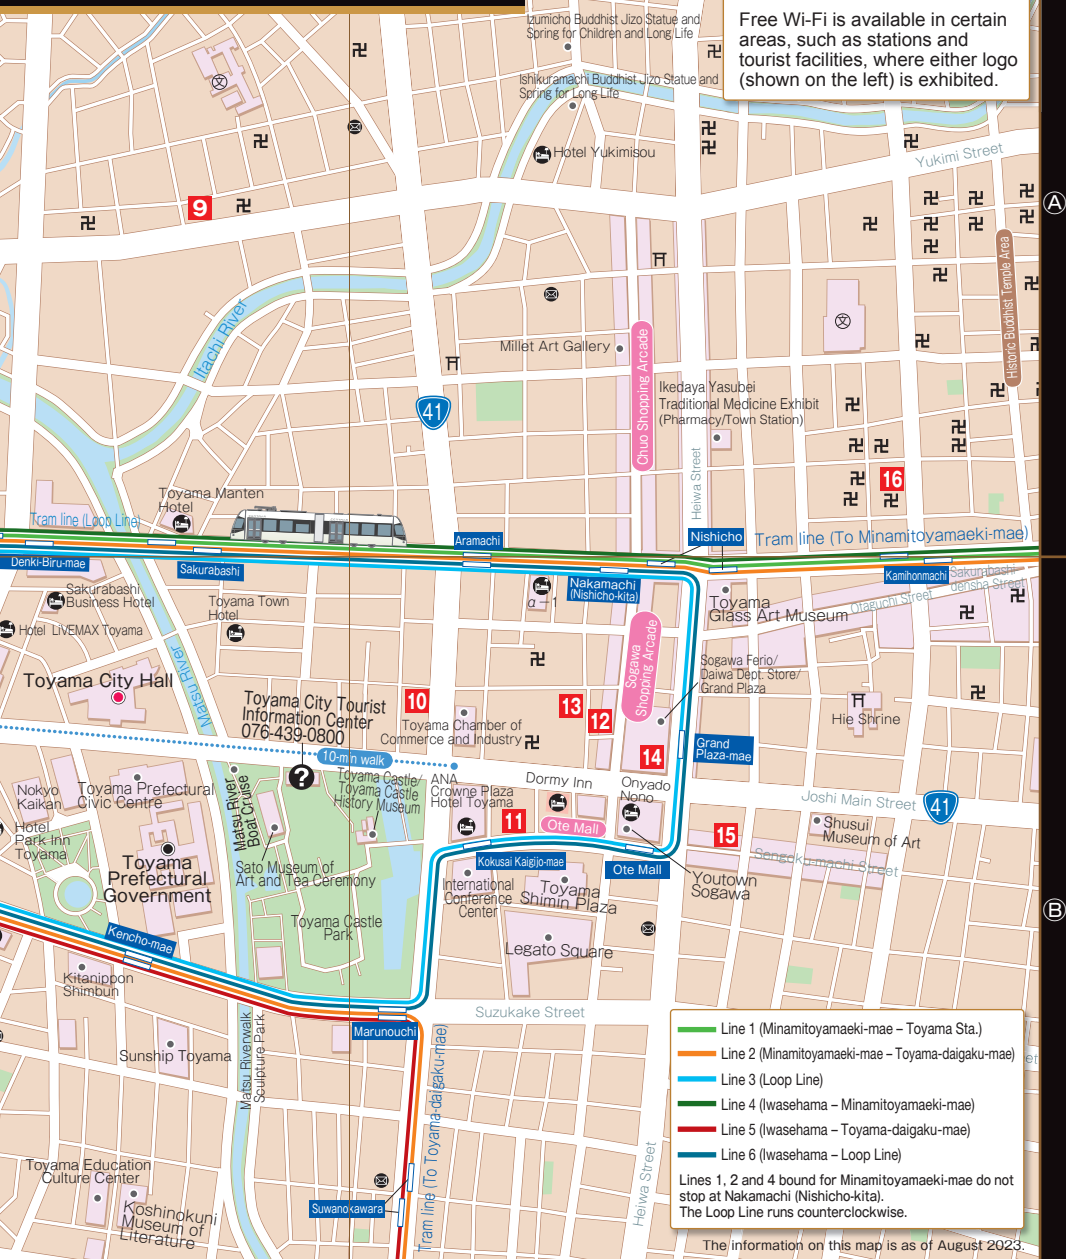 Izumicho Buddhist Jizo Statue and
Spring for Children and Long Life
Free Wi-Fi is available in certain
areas, such as stations and
tourist facilities, where either logo
(shown on the left) is exhibited.
Ishikuramachi Buddhist Jizo Statue and
Spring for Long Life
文
Hotel Yukimisou
Yukimi Street
A
9
Historic Buddhist Temple Area
Itachi River
文
Millet Art Gallery
Chuo Shopping Arcade
Ikedaya Yasubei
Traditional Medicine Exhibit
(Pharmacy/Town Station)
41
Heiwa Street
16
Toyama Manten
Hotel
Tram line (Loop Line)
Aramachi
Nishicho
Tram line (To Minamitoyamaeki-mae)
Denki-Biru-mae
Sakurabashi
Nakamachi
(Nishicho-kita)
Kamihonmachi
Sakurabashi
densha Street
Otaguchi Street
Sakurabashi
Business Hotel
Toyama Town
Hotel
α-1
Toyama
Glass Art Museum
Hotel LiVEMAX Toyama
Matsu River
Sogawa
Shopping Arcade
Sogawa Ferio/
Daiwa Dept. Store/
Grand Plaza
Toyama City Hall
Toyama City Tourist
Information Center
076-439-0800
10
13
12
14
Toyama Chamber of
Commerce and Industry
Hie Shrine
Grand
Plaza-mae
10-min walk
?
Nokyo
Kaikan
Toyama Prefectural
Civic Centre
Matsu River
Boat Cruise
Toyama Castle/
Toyama Castle
History Museum
ANA
Crowne Plaza
Hotel Toyama
Dormy Inn
Onyado
Nono
Joshi Main Street
41
Hotel
Park Inn
Toyama
11
Ote Mall
15
Shusui
Museum of Art
Toyama
Prefectural
Government
Sato Museum of
Art and Tea Ceremony
Kokusai Kaigijo-mae
Ote Mall
Sengoku-machi Street
Youtown
Sogawa
International
Conference
Center
Toyama
Shimin Plaza
Toyama Castle
Park
B
Kencho-mae
Legato Square
Kitanippon
Shimbun
Suzukake Street
Marunouchi
Sunship Toyama
Matsu Riverwalk
Sculpture Park
Tram line (To Toyama-daigaku-mae)
Heiwa Street
Line 1 (Minamitoyamaeki-mae – Toyama Sta.)
Line 2 (Minamitoyamaeki-mae – Toyama-daigaku-mae)
Line 3 (Loop Line)
Line 4 (Iwasehama – Minamitoyamaeki-mae)
Line 5 (Iwasehama – Toyama-daigaku-mae)
Line 6 (Iwasehama – Loop Line)
Lines 1, 2 and 4 bound for Minamitoyamaeki-mae do not
stop at Nakamachi (Nishicho-kita).
The Loop Line runs counterclockwise.
Toyama Education
Culture Center
Koshinokuni
Museum of
Literature
Suwanokawara
The information on this map is as of August 2023.